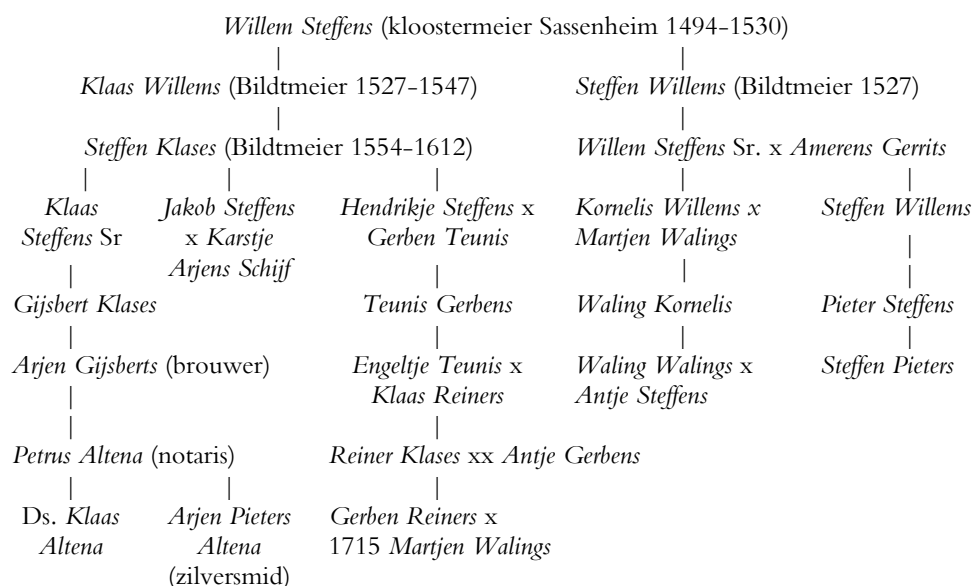 Willem Steffens (kloostermeier Sassenheim 1494-1530)
Klaas Willems (Bildtmeier 1527-1547) Steffen Willems (Bildtmeier 1527)
Steffen Klases (Bildtmeier 1554-1612) Willem Steffens Sr. x Amerens Gerrits
Klaas Jakob Steffens Hendrikje Steffens x Kornelis Willems x Steffen Willems
Steffens Sr x Karstje Gerben Teunis Martjen Walings
Arjens Schijf
Gijsbert Klases Teunis Gerbens Waling Kornelis Pieter Steffens
Arjen Gijsberts (brouwer) Engeltje Teunis x Waling Walings x Steffen Pieters
Klaas Reiners Antje Steffens
Petrus Altena (notaris) Reiner Klases xx Antje Gerbens
Ds. Klaas Arjen Pieters Gerben Reiners x
Altena Altena 1715 Martjen Walings
(zilversmid)